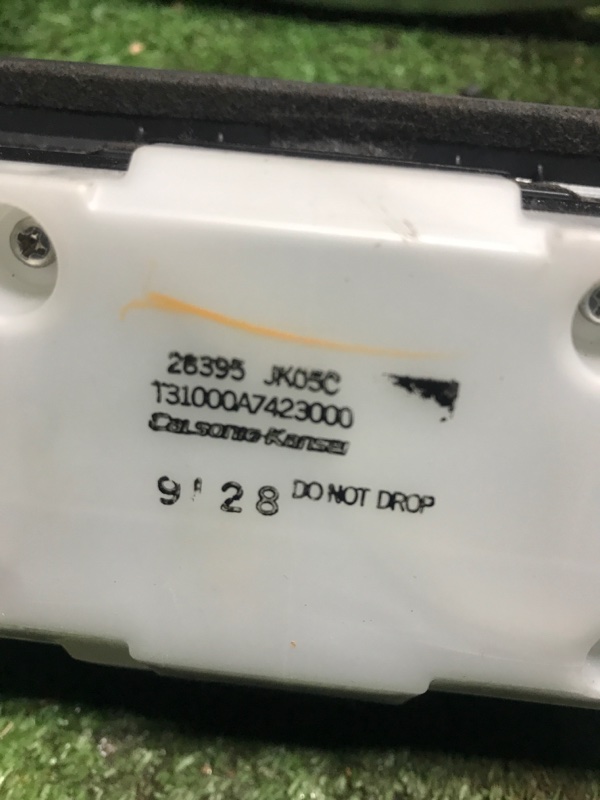 28395 JK05C
T31000A7423000
Calsonic-Kansei
9' 28 DO NOT DROP